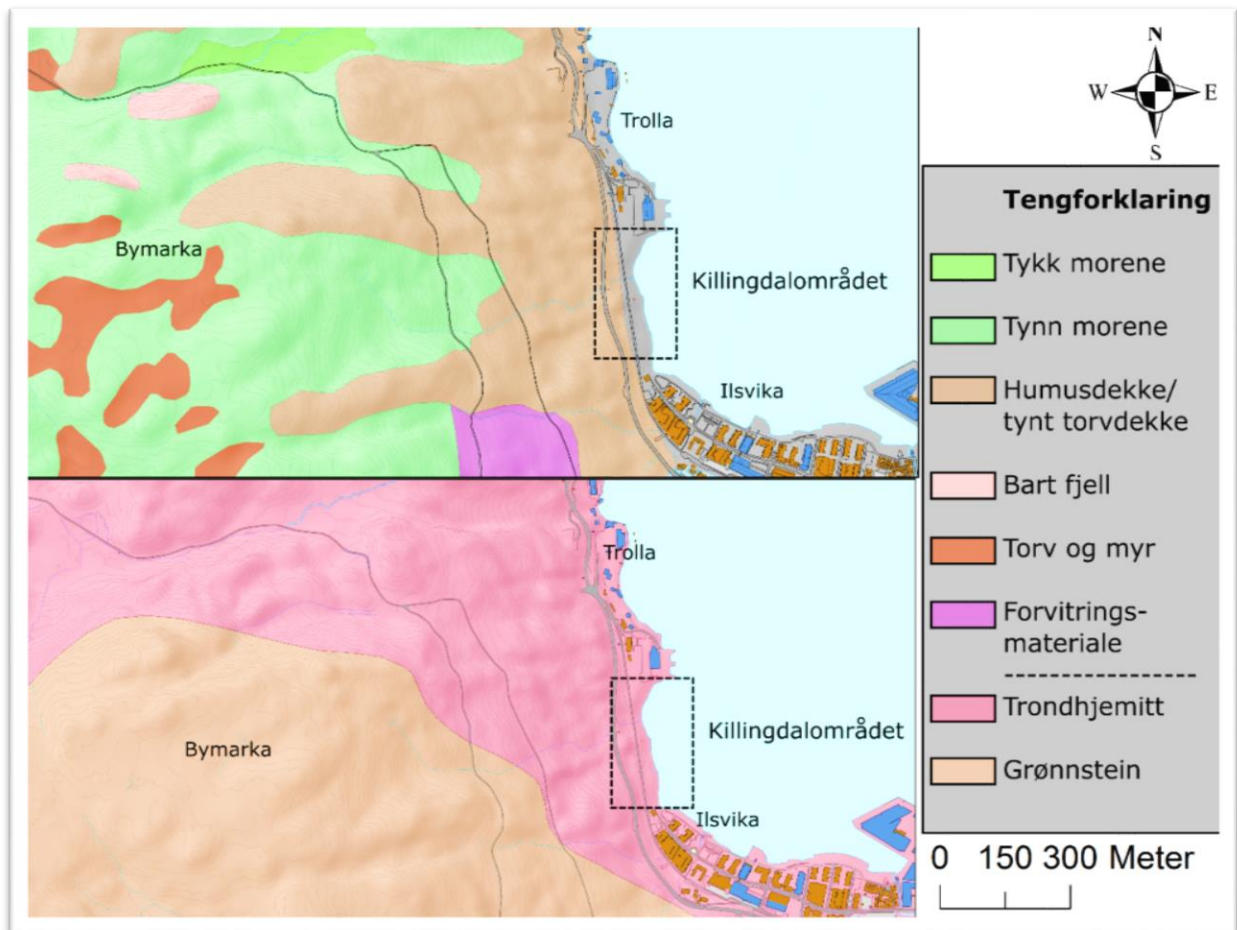 Trolla
Killingdalområdet
Bymarka
Ilsvika
Trolla
Killingdalområdet
Bymarka
Ilsvika
N
W E
S
Tengforklaring
Tykk morene
Tynn morene
Humusdekke/
tynt torvdekke
Bart fjell
Torv og myr
Forvitrings-
materiale
Trondhjemitt
Grønnstein
0 150 300 Meter